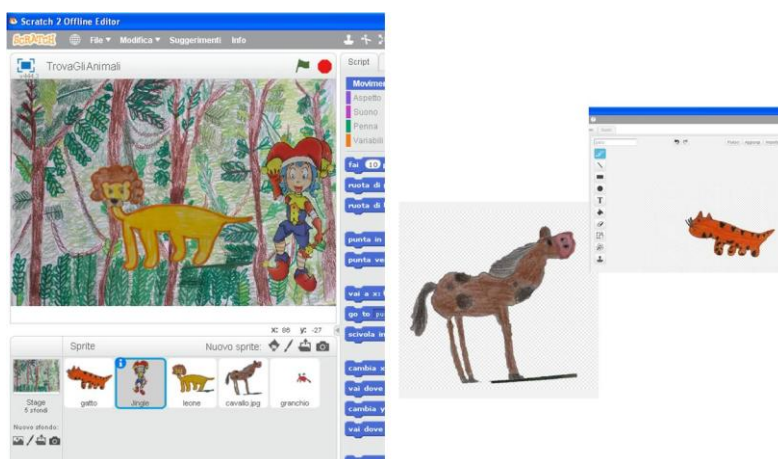 Scratch 2 Offline Editor
SCRATCH File Modifica Suggerimenti Info
TrovaGliAnimali
Script
Movimen
Aspetto
Suono
Penna
Variabili
fai 10
ruota di
ruota di
punta in
punta ve
vai a x:
go to
scivola in
cambia x
vai dove
cambia y
vai dove
x: 86 y: -27
Sprite Nuovo sprite:
Stage
5 sfondi
Nuovo sfondo:
gatto
Jingle
leone
cavallo.jpg
granchio
T